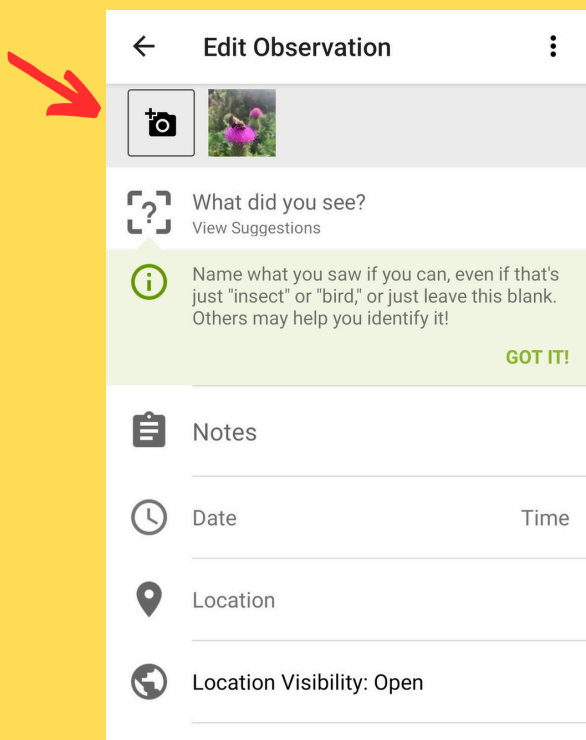 Edit Observation
What did you see?
View Suggestions
Name what you saw if you can, even if that's
just "insect" or "bird," or just leave this blank.
Others may help you identify it!
GOT IT!
Notes
Date Time
Location
Location Visibility: Open